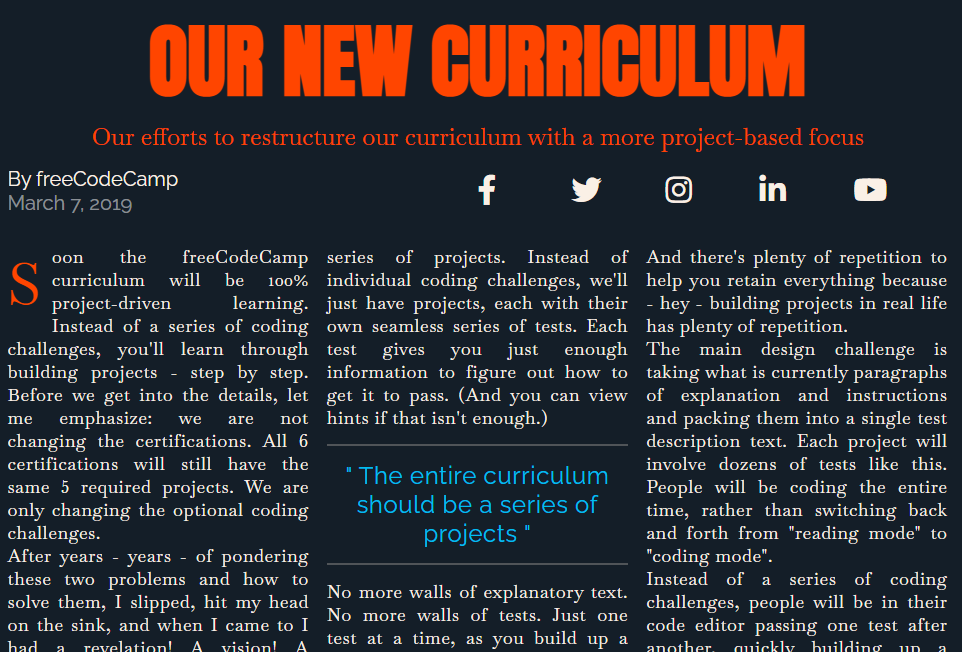 OUR NEW CURRICULUM
Our efforts to restructure our curriculum with a more project-based focus
By freeCodeCamp
March 7, 2019
Soon the freeCodeCamp
curriculum will be 100%
project-driven learning.
Instead of a series of coding
challenges, you'll learn through
building projects - step by step.
Before we get into the details, let
me emphasize: we are not
changing the certifications. All 6
certifications will still have the
same 5 required projects. We are
only changing the optional coding
challenges.
After years - years - of pondering
these two problems and how to
solve them, I slipped, hit my head
on the sink, and when I came to I
had a revelation! A vision! A
series of projects. Instead of
individual coding challenges, we'll
just have projects, each with their
own seamless series of tests. Each
test gives you just enough
information to figure out how to
get it to pass. (And you can view
hints if that isn't enough.)
" The entire curriculum
should be a series of
projects "
No more walls of explanatory text.
No more walls of tests. Just one
test at a time, as you build up a
And there's plenty of repetition to
help you retain everything because
- hey - building projects in real life
has plenty of repetition.
The main design challenge is
taking what is currently paragraphs
of explanation and instructions
and packing them into a single test
description text. Each project will
involve dozens of tests like this.
People will be coding the entire
time, rather than switching back
and forth from "reading mode" to
"coding mode".
Instead of a series of coding
challenges, people will be in their
code editor passing one test after
another, quickly building up a